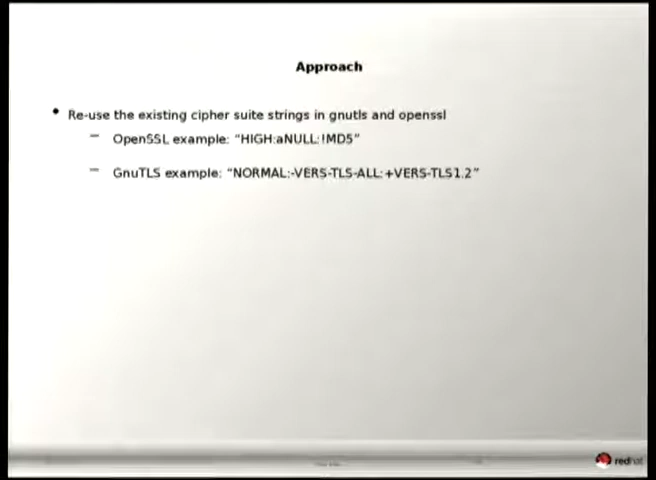 Approach
• Re-use the existing cipher suite strings in gnutls and openssl
– OpenSSL example: “HIGH:aNULL:!MD5”
– GnuTLS example: “NORMAL:-VERS-TLS-ALL:+VERS-TLS1.2”
redhat